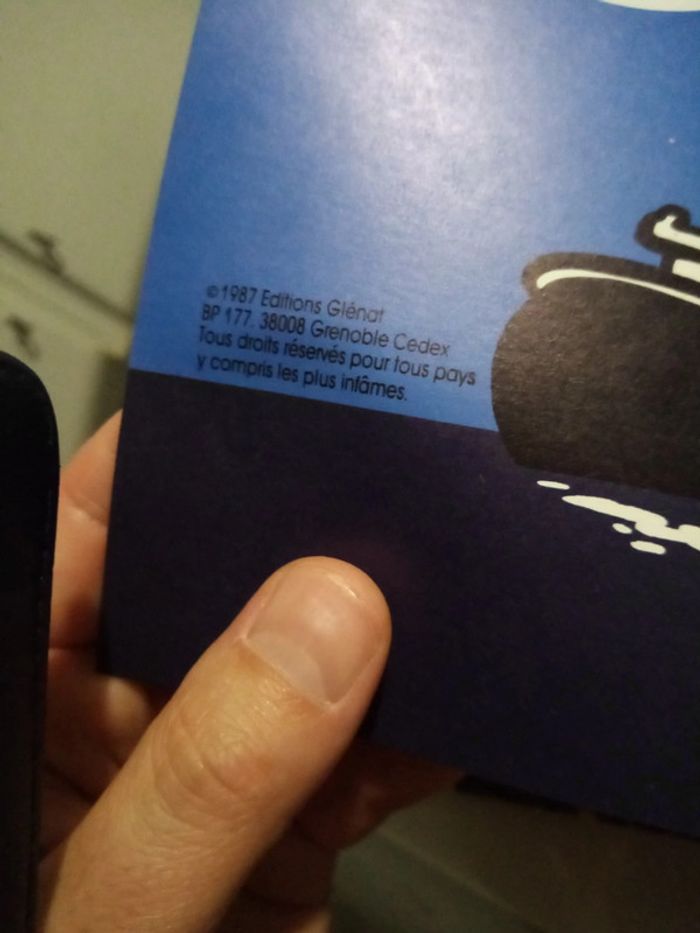 ©1987 Editions Glénat
BP 177. 38008 Grenoble Cedex
Tous droits réservés pour tous pays
y compris les plus infâmes.